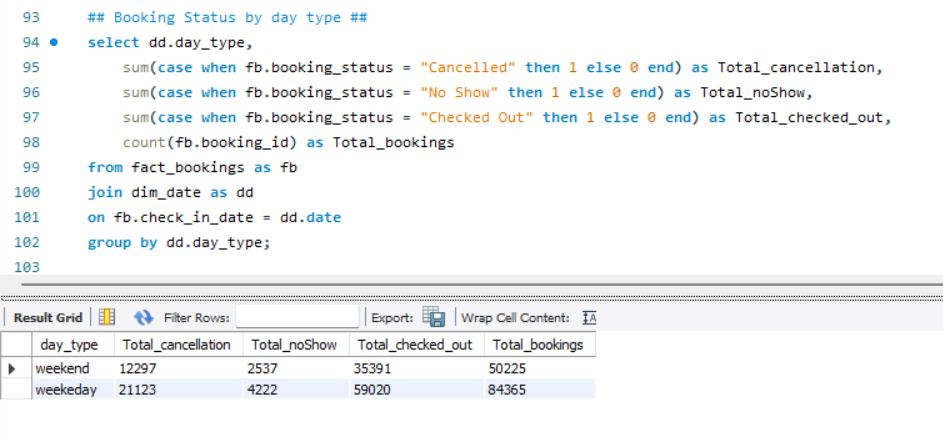 93 ## Booking Status by day type ##
94 select dd.day_type,
95 sum(case when fb.booking_status = "Cancelled" then 1 else 0 end) as Total_cancellation,
96 sum(case when fb.booking_status = "No Show" then 1 else 0 end) as Total_noShow,
97 sum(case when fb.booking_status = "Checked Out" then 1 else 0 end) as Total_checked_out,
98 count(fb.booking_id) as Total_bookings
99 from fact_bookings as fb
100 join dim_date as dd
101 on fb.check_in_date = dd.date
102 group by dd.day_type;
103
Result Grid Filter Rows: Export: Wrap Cell Content: IA
day_type Total_cancellation Total_noShow Total_checked_out Total_bookings
weekend 12297 2537 35391 50225
weekeday 21123 4222 59020 84365